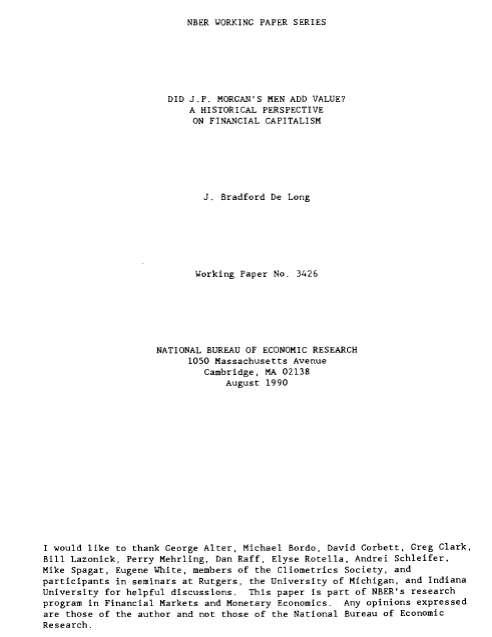 NBER WORKING PAPER SERIES
DID J.P. MORGAN'S MEN ADD VALUE?
A HISTORICAL PERSPECTIVE
ON FINANCIAL CAPITALISM
J. Bradford De Long
Working Paper No. 3426
NATIONAL BUREAU OF ECONOMIC RESEARCH
1050 Massachusetts Avenue
Cambridge, MA 02138
August 1990
I would like to thank George Alter, Michael Bordo, David Corbett, Greg Clark,
Bill Lazonick, Perry Mehrling, Dan Raff, Elyse Rotella, Andrei Schleifer,
Mike Spagat, Eugene White, members of the Cliometrics Society, and
participants in seminars at Rutgers, the University of Michigan, and Indiana
University for helpful discussions. This paper is part of NBER's research
program in Financial Markets and Monetary Economics. Any opinions expressed
are those of the author and not those of the National Bureau of Economic
Research.